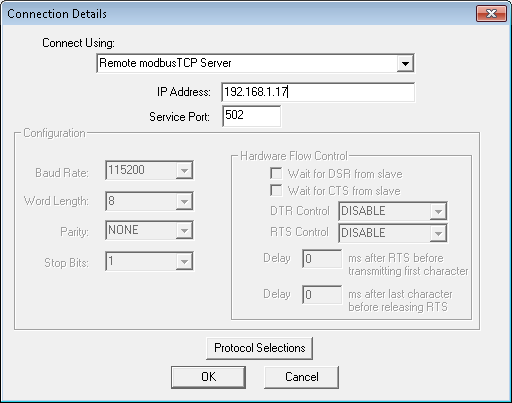 Connection Details
Connect Using:
Remote modbusTCP Server
IP Address: 192.168.1.17
Service Port: 502
Configuration
Baud Rate: 115200
Word Length: 8
Parity: NONE
Stop Bits: 1
Hardware Flow Control
Wait for DSR from slave
Wait for CTS from slave
DTR Control DISABLE
RTS Control DISABLE
Delay 0 ms after RTS before
transmitting first character
Delay 0 ms after last character
before releasing RTS
Protocol Selections
OK Cancel